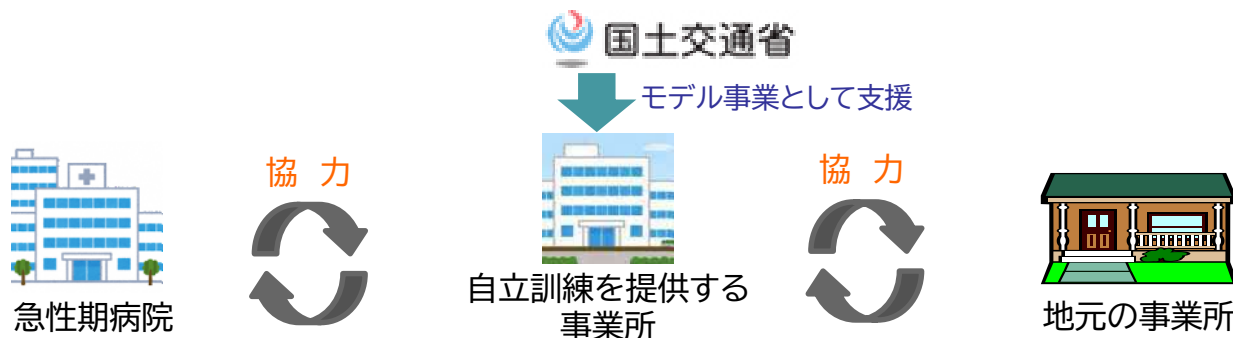 国土交通省
モデル事業として支援
協 力
協 力
急性期病院
自立訓練を提供する
事業所
地元の事業所